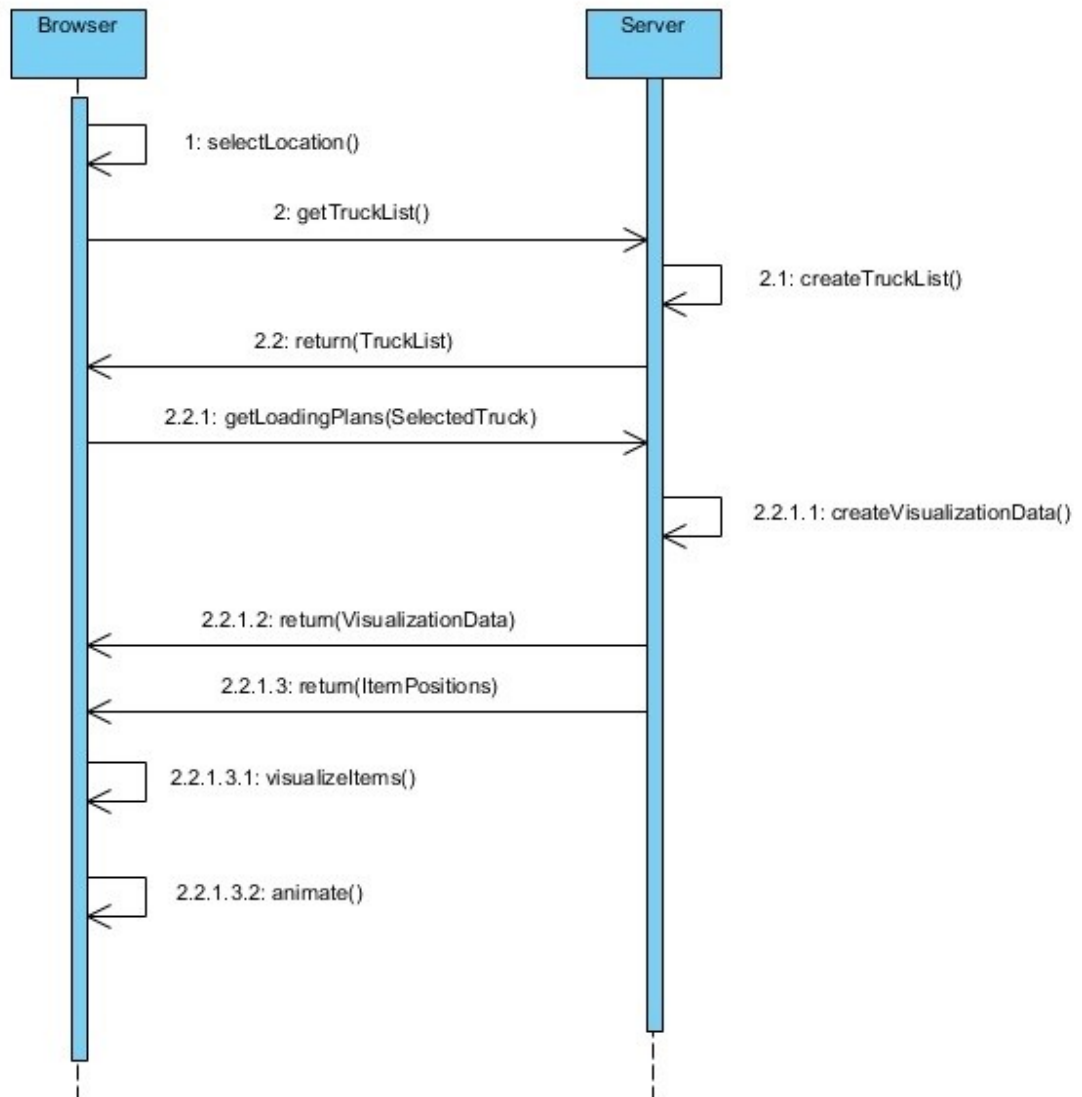 Browser
Server
1: selectLocation()
2: getTruckList()
2.1: createTruckList()
2.2: return(TruckList)
2.2.1: getLoadingPlans(SelectedTruck)
2.2.1.1: createVisualizationData()
2.2.1.2: return(VisualizationData)
2.2.1.3: return(ItemPositions)
2.2.1.3.1: visualizeItems()
2.2.1.3.2: animate()